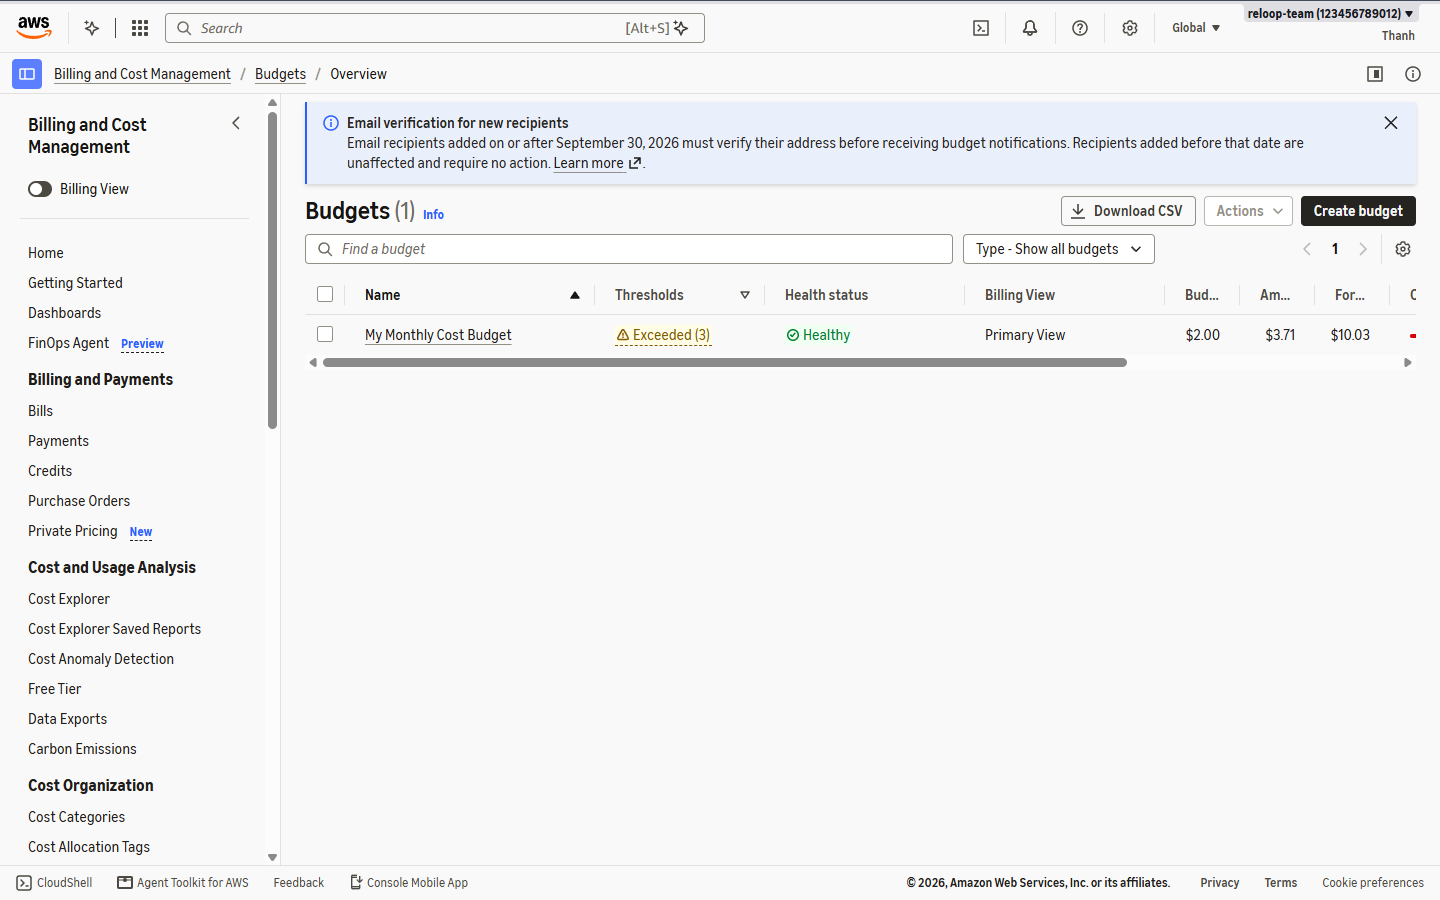 aws
Search [Alt+S]
Global
reloop-team (123456789012)
Thanh
Billing and Cost Management / Budgets / Overview
Billing and Cost
Management
Billing View
Home
Getting Started
Dashboards
FinOps Agent Preview
Billing and Payments
Bills
Payments
Credits
Purchase Orders
Private Pricing New
Cost and Usage Analysis
Cost Explorer
Cost Explorer Saved Reports
Cost Anomaly Detection
Free Tier
Data Exports
Carbon Emissions
Cost Organization
Cost Categories
Cost Allocation Tags
Email verification for new recipients
Email recipients added on or after September 30, 2026 must verify their address before receiving budget notifications. Recipients added before that date are
unaffected and require no action. Learn more .
Budgets (1) Info
Download CSV
Actions
Create budget
Find a budget
Type - Show all budgets
1
Name Thresholds Health status Billing View Bud... Am... For... C
My Monthly Cost Budget Exceeded (3) Healthy Primary View $2.00 $3.71 $10.03
CloudShell Agent Toolkit for AWS Feedback Console Mobile App
© 2026, Amazon Web Services, Inc. or its affiliates. Privacy Terms Cookie preferences